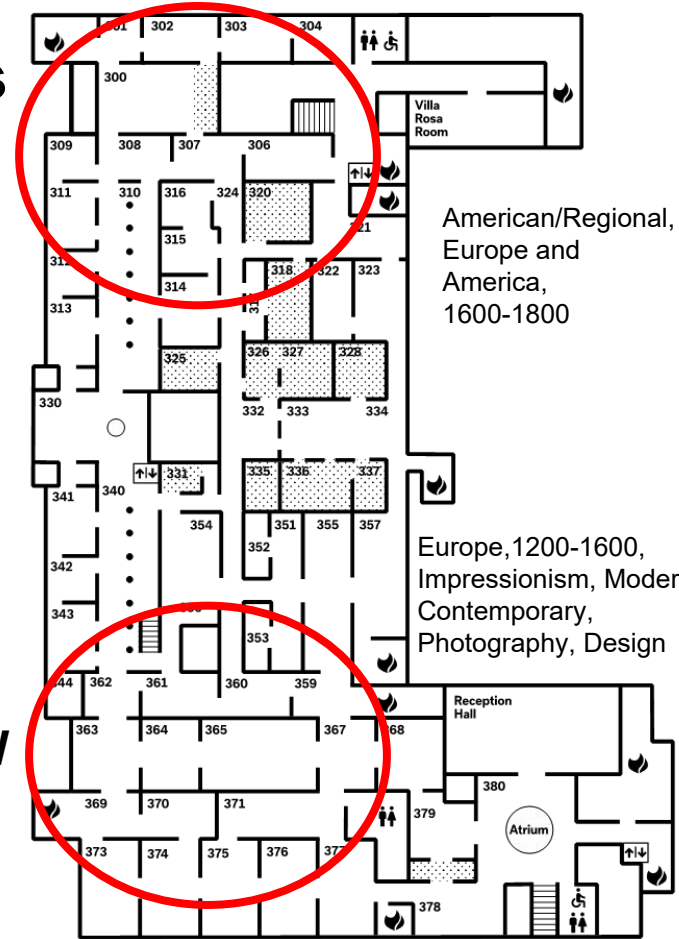 301 302 303 304
s
300
Villa
Rosa
Room
309 308 307 306
311 310 316 324 320
American/Regional,
Europe and
America,
1600-1800
321
315
312 318 322 323
314
313
325 326 327 328
330 332 333 334
331 335 336 337
341 340
354 351 355 357
352
Europe,1200-1600,
Impressionism, Moder
Contemporary,
Photography, Design
342
343
353
344 362 361 360 359
Reception
Hall
363 364 365 367 368
380
369 370 371 379
Atrium
373 374 375 376 377
378